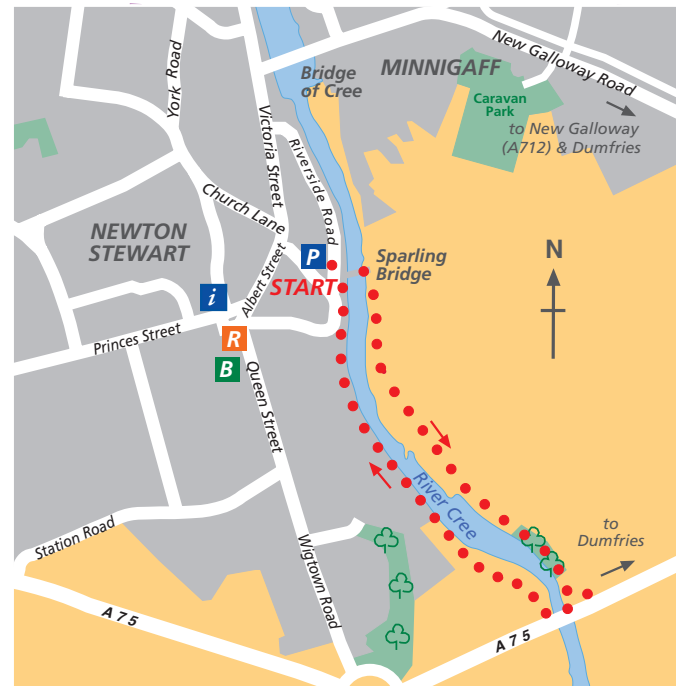 New Galloway Road
MINNIGAFF
Bridge
of Cree
York Road
Victoria Street
Caravan
Park
to New Galloway
(A712) & Dumfries
Riverside Road
Church Lane
NEWTON
STEWART
P
Sparling
Bridge
N
START
Albert Street
i
Princes Street
R
B
Queen Street
River Cree
Station Road
Wigtown Road
to
Dumfries
A75
A75